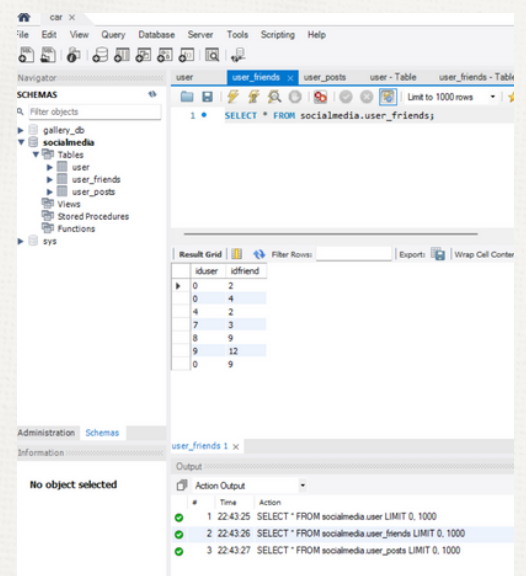 car ×
File Edit View Query Database Server Tools Scripting Help
Navigator
SCHEMAS
Filter objects
gallery_db
socialmedia
Tables
user
user_friends
user_posts
Views
Stored Procedures
Functions
sys
Administration Schemas
Information
No object selected
user user_friends × user_posts user - Table user_friends - Table
Limit to 1000 rows
1 SELECT * FROM socialmedia.user_friends;
Result Grid Filter Rows: Export: Wrap Cell Conten
iduser idfriend
0 2
0 4
4 2
7 3
8 9
9 12
0 9
user_friends 1 ×
Output
Action Output
# Time Action
1 22:43:25 SELECT * FROM socialmedia.user LIMIT 0, 1000
2 22:43:26 SELECT * FROM socialmedia.user_friends LIMIT 0, 1000
3 22:43:27 SELECT * FROM socialmedia.user_posts LIMIT 0, 1000